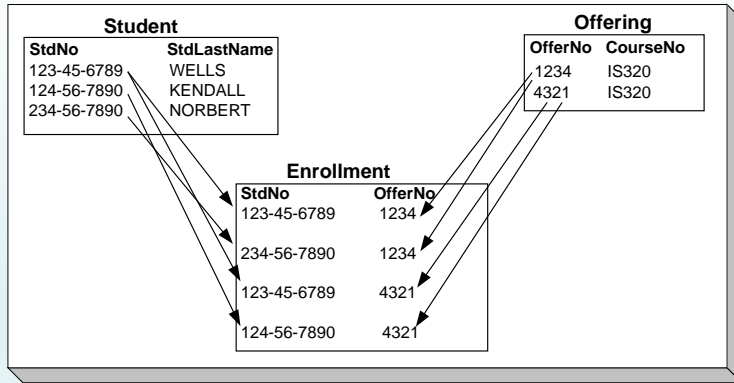 Student
StdNo StdLastName
123-45-6789 WELLS
124-56-7890 KENDALL
234-56-7890 NORBERT
Offering
OfferNo CourseNo
1234 IS320
4321 IS320
Enrollment
StdNo OfferNo
123-45-6789 1234
234-56-7890 1234
123-45-6789 4321
124-56-7890 4321